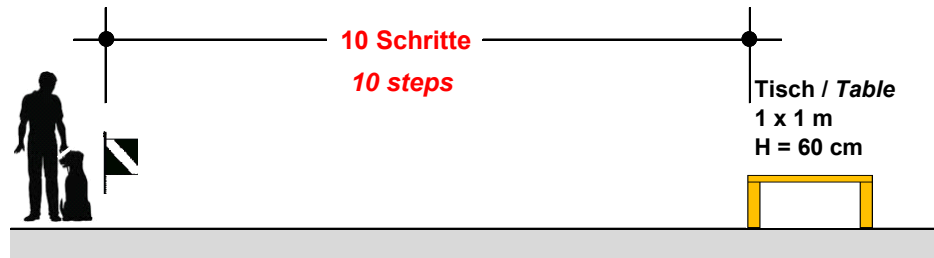 10 Schritte
10 steps
Tisch / Table
1 x 1 m
H = 60 cm